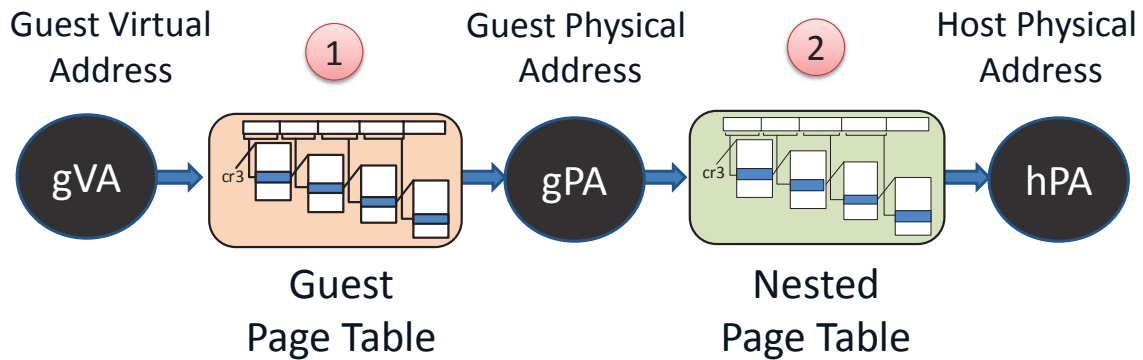 Guest Virtual
Address
1
Guest Physical
Address
2
Host Physical
Address
gVA
cr3
gPA
cr3
hPA
Guest
Page Table
Nested
Page Table